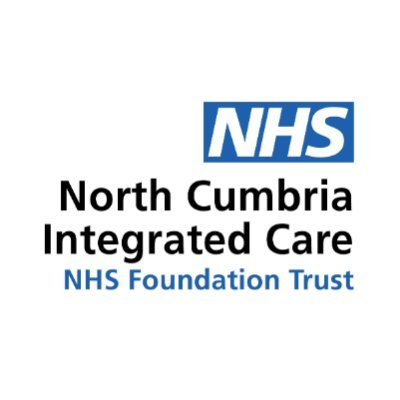 NHS
North Cumbria
Integrated Care
NHS Foundation Trust